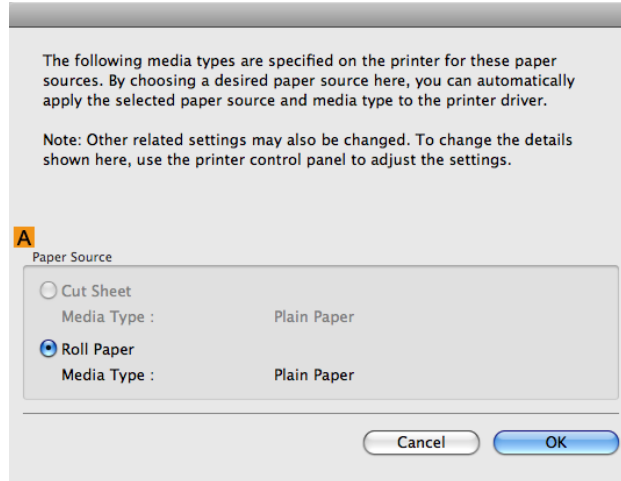 The following media types are specified on the printer for these paper
sources. By choosing a desired paper source here, you can automatically
apply the selected paper source and media type to the printer driver.
Note: Other related settings may also be changed. To change the details
shown here, use the printer control panel to adjust the settings.
A
Paper Source
Cut Sheet
Media Type : Plain Paper
Roll Paper
Media Type : Plain Paper
Cancel OK